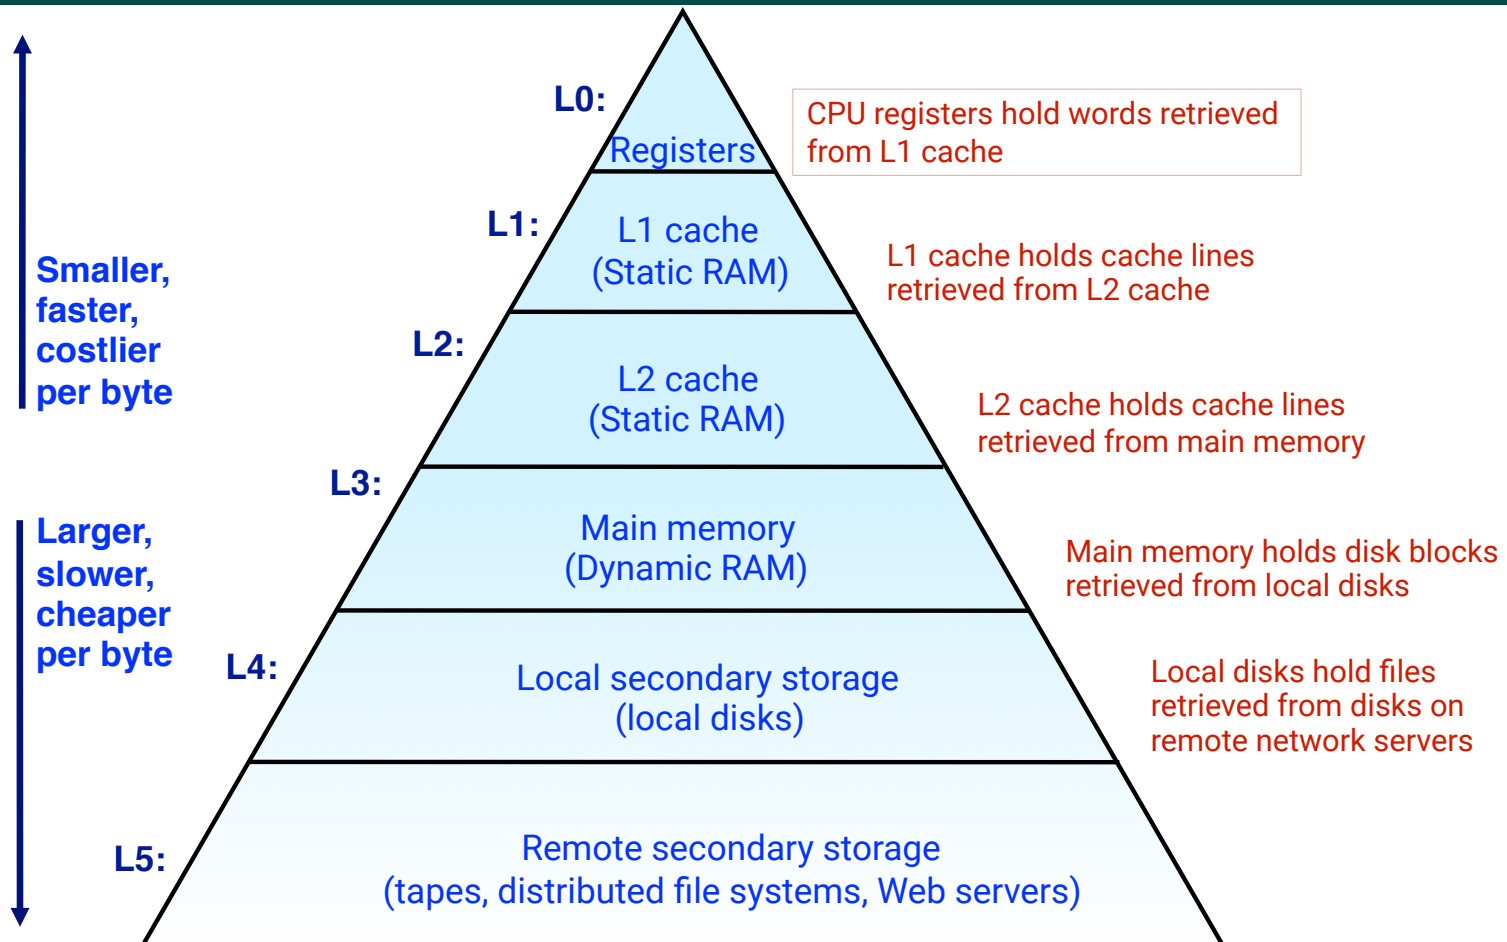 L0:
Registers
CPU registers hold words retrieved
from L1 cache
L1:
L1 cache
(Static RAM)
L1 cache holds cache lines
retrieved from L2 cache
Smaller,
faster,
costlier
per byte
L2:
L2 cache
(Static RAM)
L2 cache holds cache lines
retrieved from main memory
L3:
Main memory
(Dynamic RAM)
Main memory holds disk blocks
retrieved from local disks
Larger,
slower,
cheaper
per byte
L4:
Local secondary storage
(local disks)
Local disks hold files
retrieved from disks on
remote network servers
L5:
Remote secondary storage
(tapes, distributed file systems, Web servers)